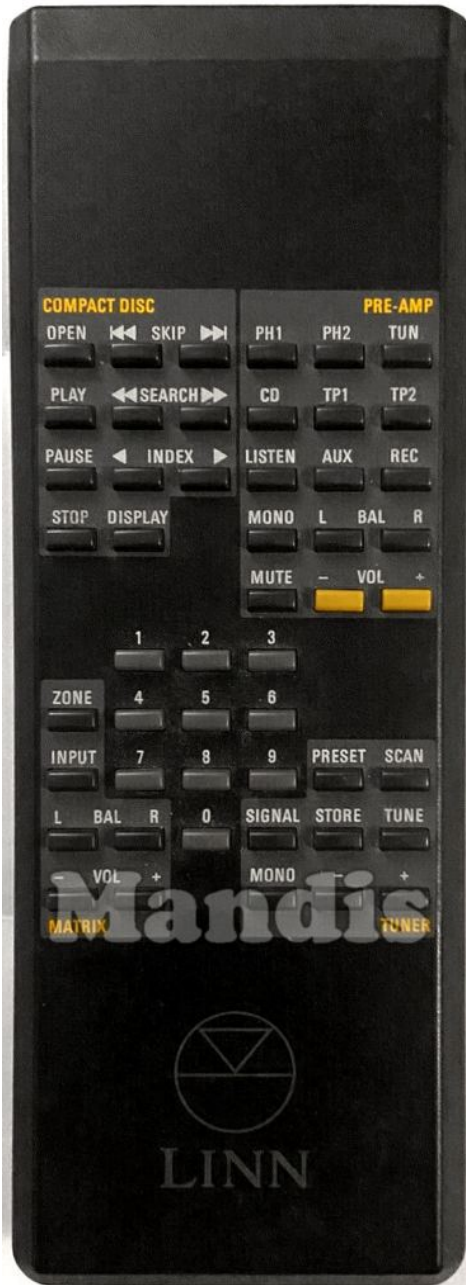 COMPACT DISC PRE-AMP
OPEN SKIP PH1 PH2 TUN
PLAY SEARCH CD TP1 TP2
PAUSE INDEX LISTEN AUX REC
STOP DISPLAY MONO L BAL R
MUTE - VOL +
1 2 3
ZONE 4 5 6
INPUT 7 8 9 PRESET SCAN
L BAL R 0 SIGNAL STORE TUNE
- VOL + MONO - +
Mandis
MATRIX TUNER
LINN